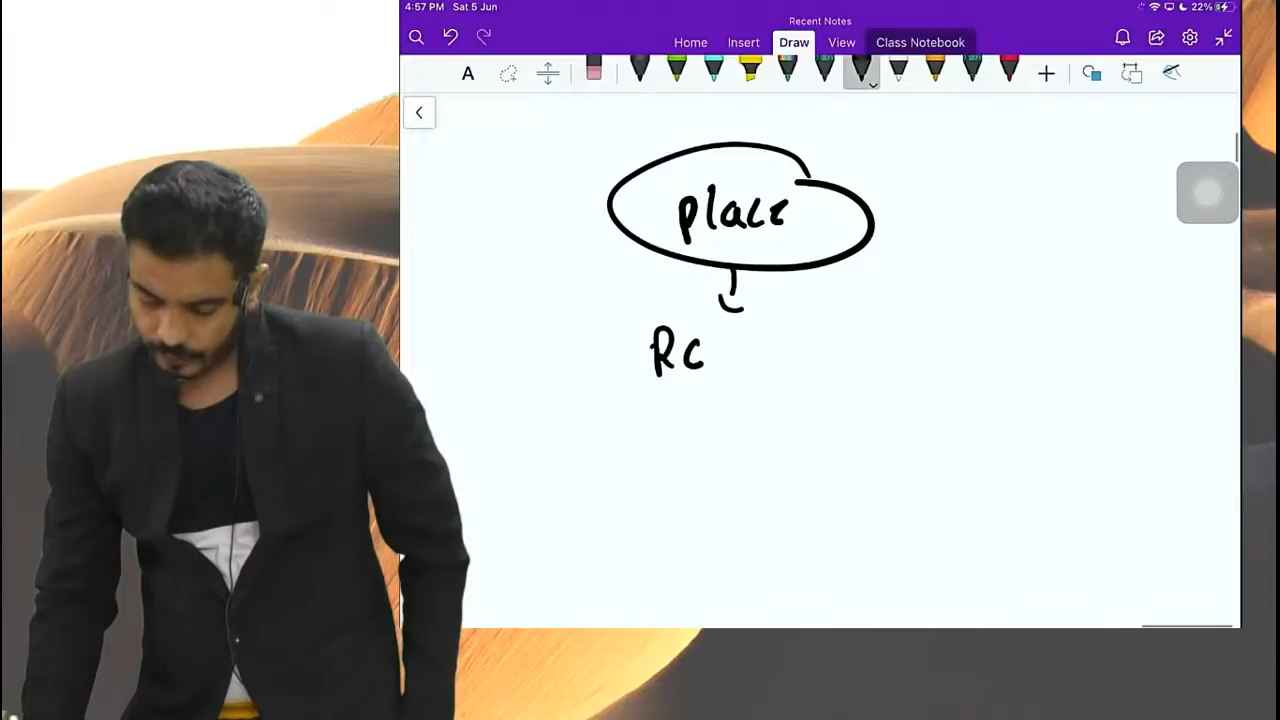 4:57 PM Sat 5 Jun
22%
Recent Notes
Home Insert Draw View Class Notebook
A
place
RC